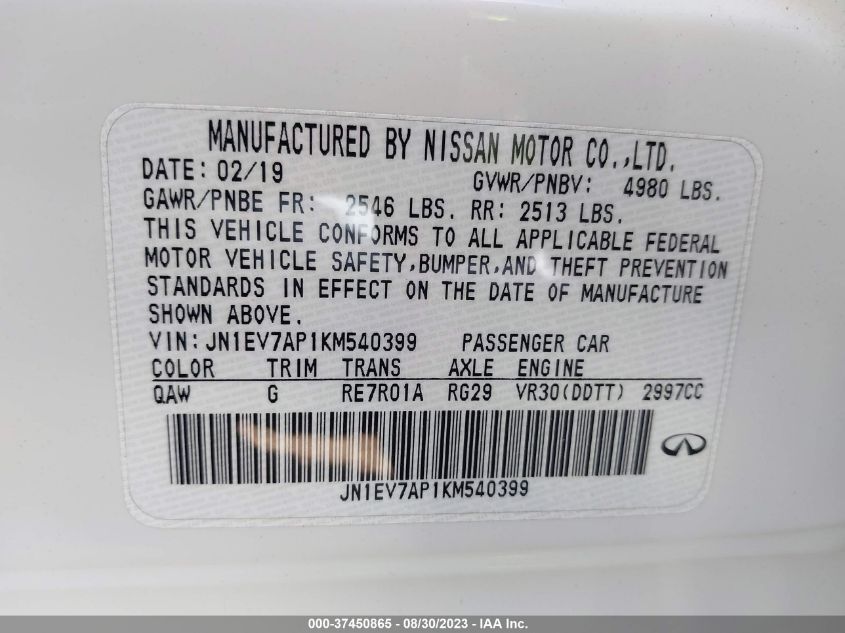 MANUFACTURED BY NISSAN MOTOR CO.,LTD.
DATE: 02/19 GVWR/PNBV: 4980 LBS.
GAWR/PNBE FR: 2546 LBS. RR: 2513 LBS.
THIS VEHICLE CONFORMS TO ALL APPLICABLE FEDERAL
MOTOR VEHICLE SAFETY,BUMPER,AND THEFT PREVENTION
STANDARDS IN EFFECT ON THE DATE OF MANUFACTURE
SHOWN ABOVE.
VIN:JN1EV7AP1KM540399 PASSENGER CAR
COLOR TRIM TRANS AXLE ENGINE
QAW G RE7R01A RG29 VR30(DDTT) 2997CC
JN1EV7AP1KM540399
000-37450865 - 08/30/2023 - IAA Inc.